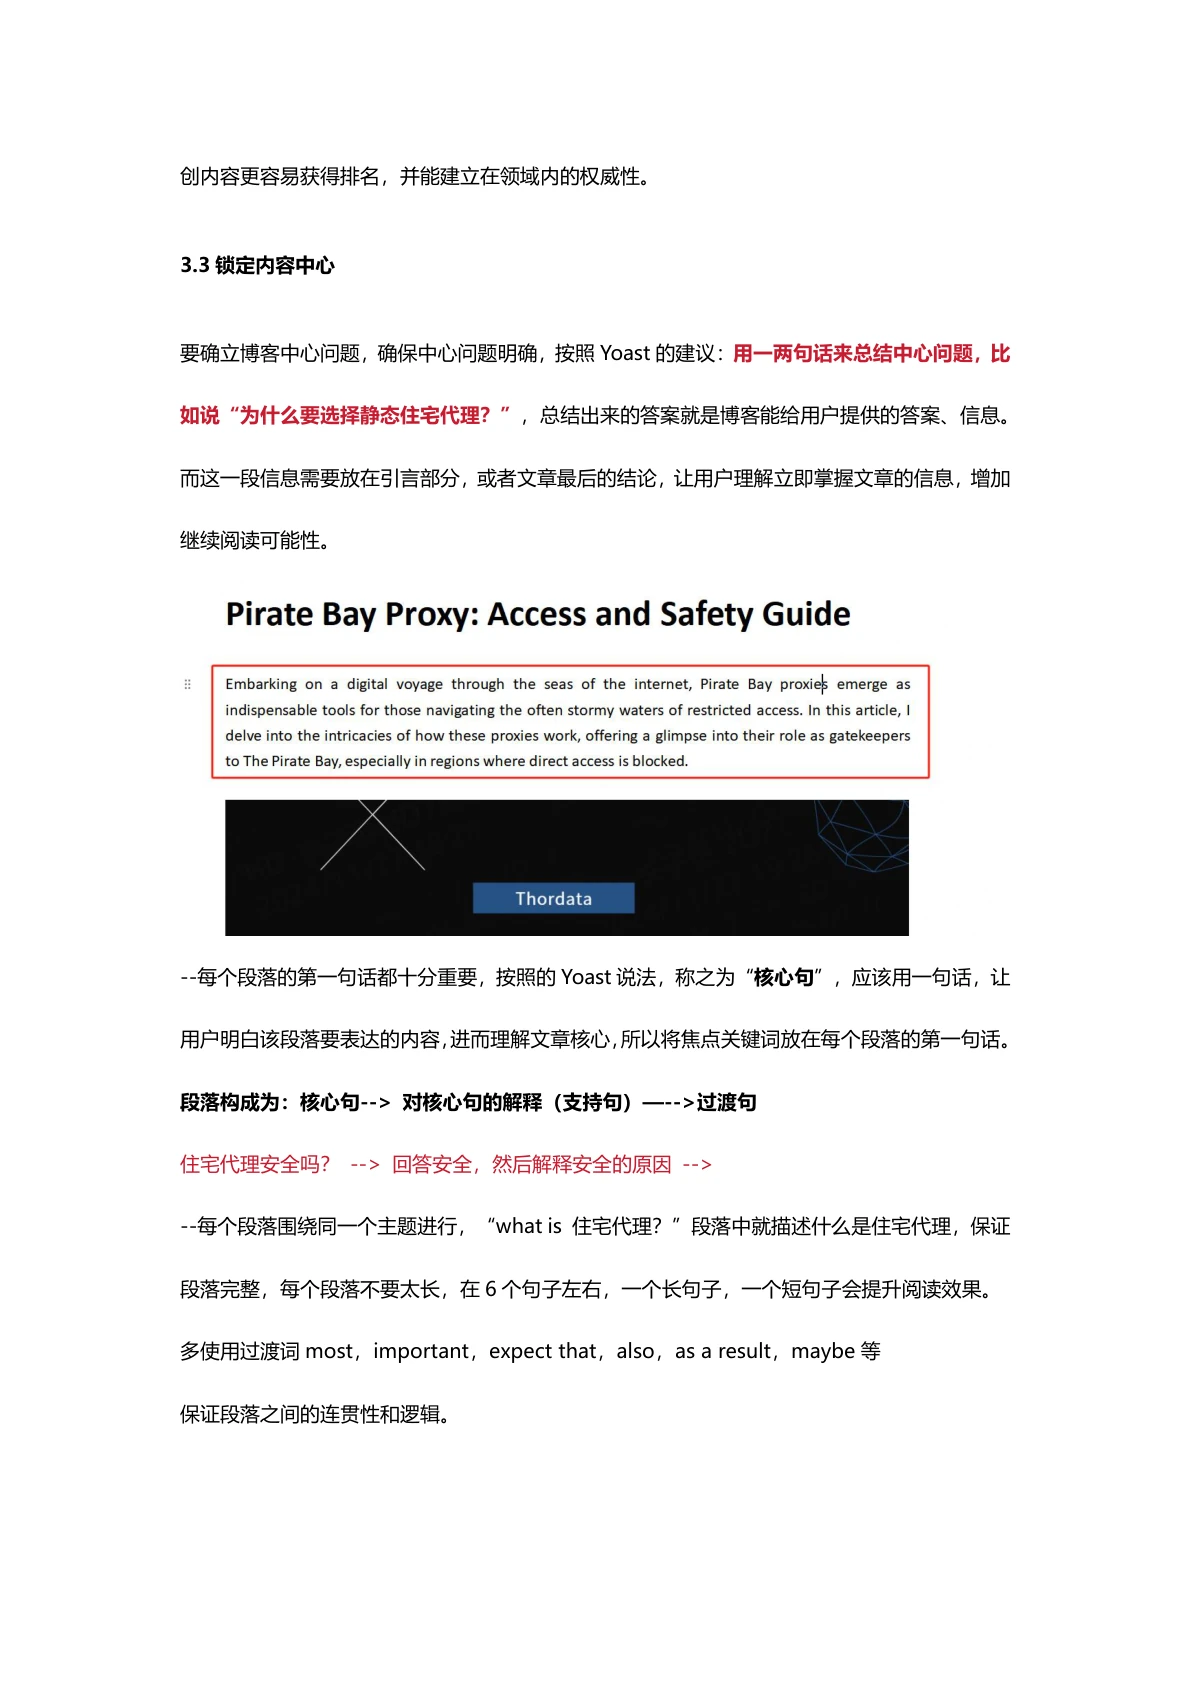 创内容更容易获得排名，并能建立在领域内的权威性。
3.3 锁定内容中心
要确立博客中心问题，确保中心问题明确，按照 Yoast 的建议：用一两句话来总结中心问题，比
如说“为什么要选择静态住宅代理？”，总结出来的答案就是博客能给用户提供的答案、信息。
而这一段信息需要放在引言部分，或者文章最后的结论，让用户理解立即掌握文章的信息，增加
继续阅读可能性。
Pirate Bay Proxy: Access and Safety Guide
Embarking on a digital voyage through the seas of the internet, Pirate Bay proxies emerge as
indispensable tools for those navigating the often stormy waters of restricted access. In this article, I
delve into the intricacies of how these proxies work, offering a glimpse into their role as gatekeepers
to The Pirate Bay, especially in regions where direct access is blocked.
Thordata
--每个段落的第一句话都十分重要，按照的 Yoast 说法，称之为“核心句”，应该用一句话，让
用户明白该段落要表达的内容，进而理解文章核心，所以将焦点关键词放在每个段落的第一句话。
段落构成为：核心句--> 对核心句的解释（支持句）—-->过渡句
住宅代理安全吗？ --> 回答安全，然后解释安全的原因 -->
--每个段落围绕同一个主题进行，“what is 住宅代理？”段落中就描述什么是住宅代理，保证
段落完整，每个段落不要太长，在 6 个句子左右，一个长句子，一个短句子会提升阅读效果。
多使用过渡词 most，important，expect that，also，as a result，maybe 等
保证段落之间的连贯性和逻辑。